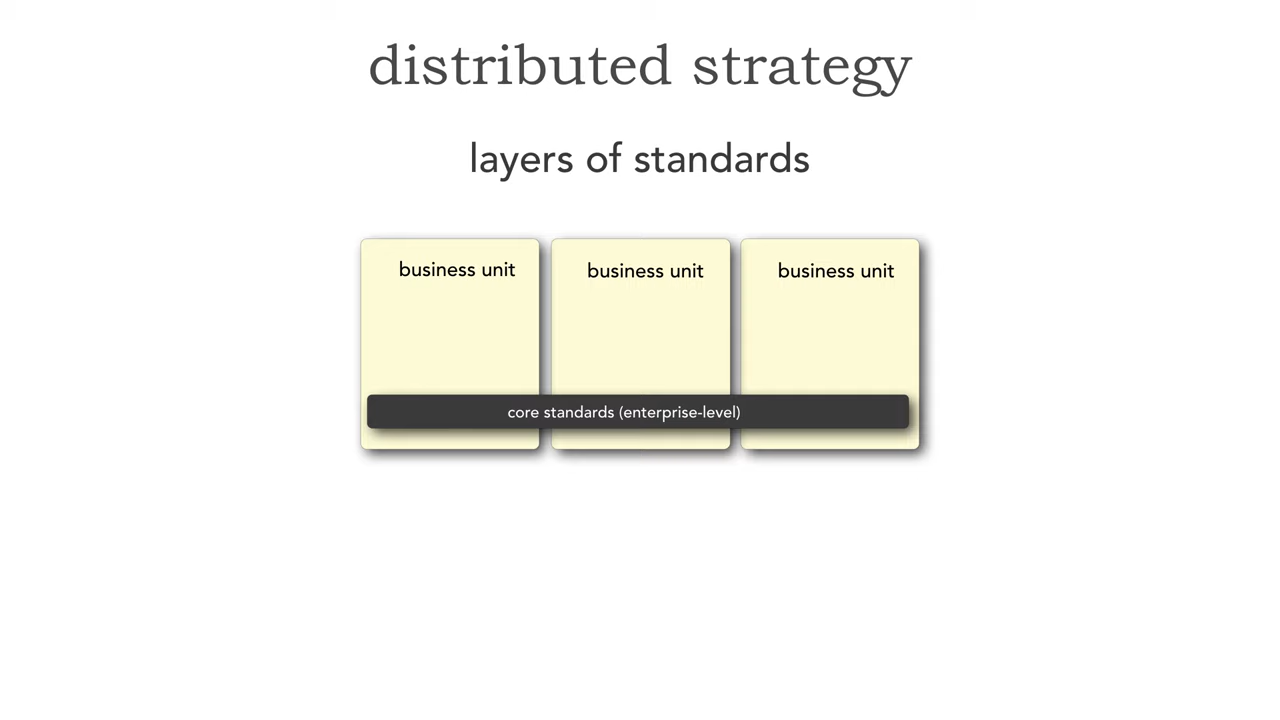 distributed strategy
layers of standards
business unit
business unit
business unit
core standards (enterprise-level)